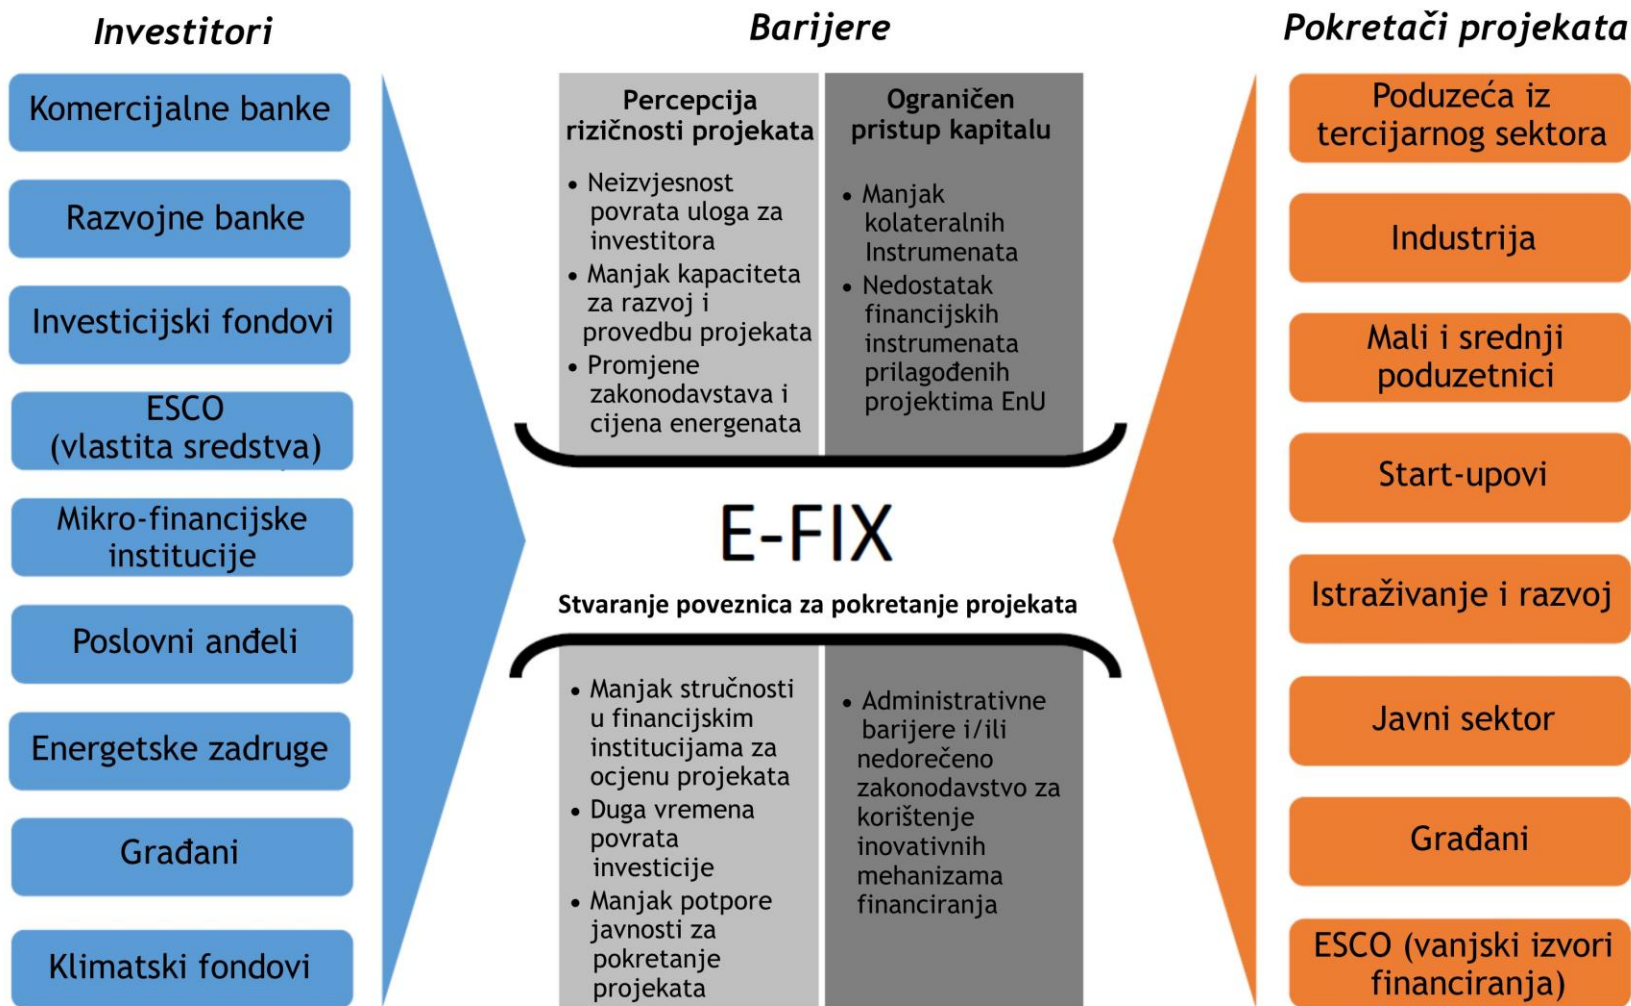 Investitori
Komercijalne banke
Razvojne banke
Investicijski fondovi
ESCO
(vlastita sredstva)
Mikro-financijske
institucije
Poslovni anđeli
Energetske zadruge
Građani
Klimatski fondovi
Barijere
Percepcija
rizičnosti projekata
• Neizvjesnost
povrata uloga za
investitora
• Manjak kapaciteta
za razvoj i
provedbu projekata
• Promjene
zakonodavstava i
cijena energenata
Ograničen
pristup kapitalu
• Manjak
kolateralnih
Instrumenata
• Nedostatak
financijskih
instrumenata
prilagođenih
projektima EnU
E-FIX
Stvaranje poveznica za pokretanje projekata
• Manjak stručnosti
u financijskim
institucijama za
ocjenu projekata
• Duga vremena
povrata
investicije
• Manjak potpore
javnosti za
pokretanje
projekata
• Administrativne
barijere i/ili
nedorečeno
zakonodavstvo za
korištenje
inovativnih
mehanizama
financiranja
Pokretači projekata
Poduzeća iz
tercijarnog sektora
Industrija
Mali i srednji
poduzetnici
Start-upovi
Istraživanje i razvoj
Javni sektor
Građani
ESCO (vanjski izvori
financiranja)